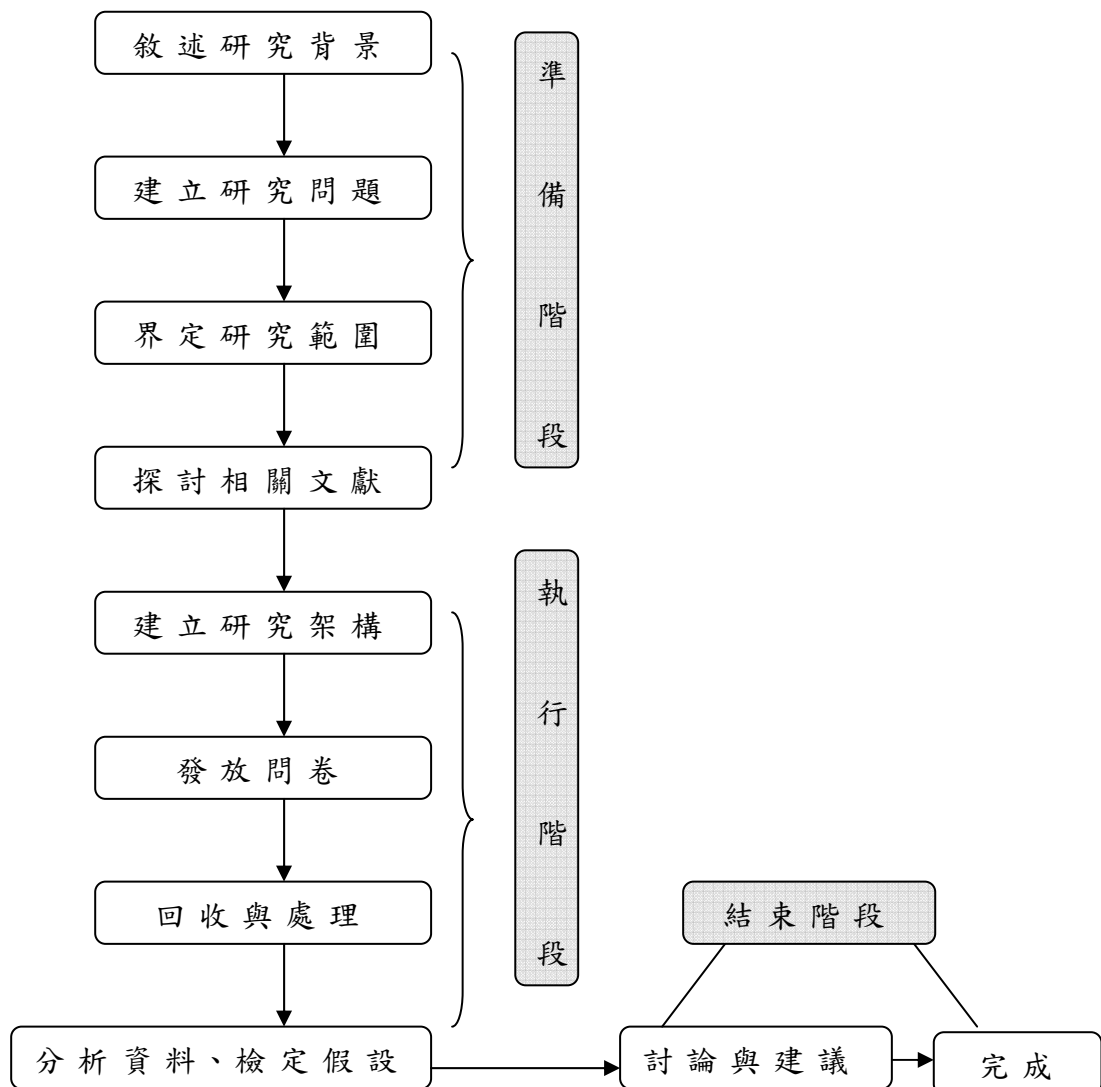 敘述研究背景
建立研究問題
界定研究範圍
探討相關文獻
準備階段
建立研究架構
發放問卷
回收與處理
分析資料、檢定假設
執行階段
結束階段
討論與建議
完成